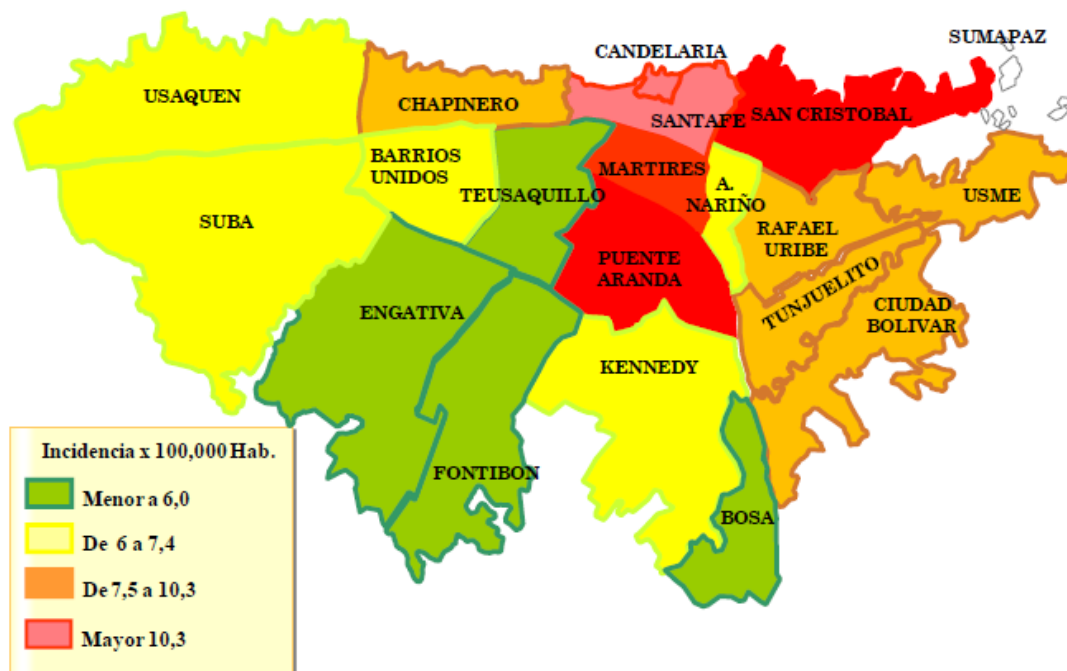 SUMAPAZ
CANDELARIA
USAQUEN
CHAPINERO
SAN CRISTOBAL
SANTAFE
BARRIOS
UNIDOS
MARTIRES
TEUSAQUILLO
A.
NARIÑO
USME
SUBA
RAFAEL
URIBE
PUENTE
ARANDA
TUNJUELITO
CIUDAD
BOLIVAR
ENGATIVA
KENNEDY
FONTIBON
BOSA
Incidencia x 100,000 Hab.
Menor a 6,0
De 6 a 7,4
De 7,5 a 10,3
Mayor 10,3